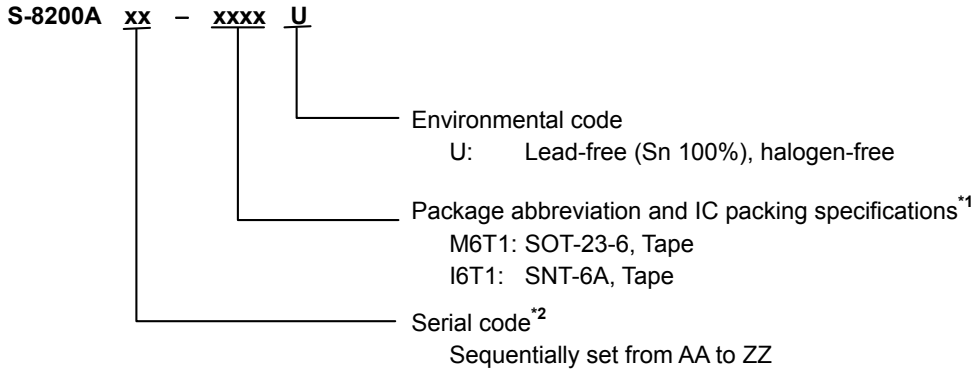 S-8200A xx – xxxx U
Environmental code
U: Lead-free (Sn 100%), halogen-free
Package abbreviation and IC packing specifications*1
M6T1: SOT-23-6, Tape
I6T1: SNT-6A, Tape
Serial code*2
Sequentially set from AA to ZZ